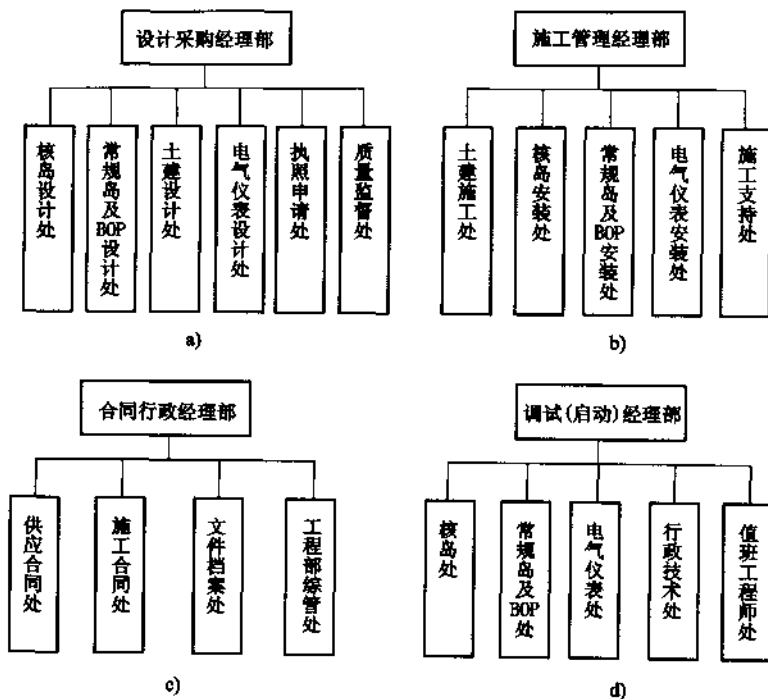 设计采购经理部
核岛设计处
常规岛及BOP设计处
土建设计处
电气仪表设计处
执照申请处
质量监督处
a)
施工管理经理部
土建施工处
核岛安装处
常规岛及BOP安装处
电气仪表安装处
施工支持处
b)
合同行政经理部
供应合同处
施工合同处
文件档案处
工程部综管处
c)
调试(启动)经理部
核岛处
常规岛及BOP处
电气仪表处
行政技术处
值班工程师处
d)